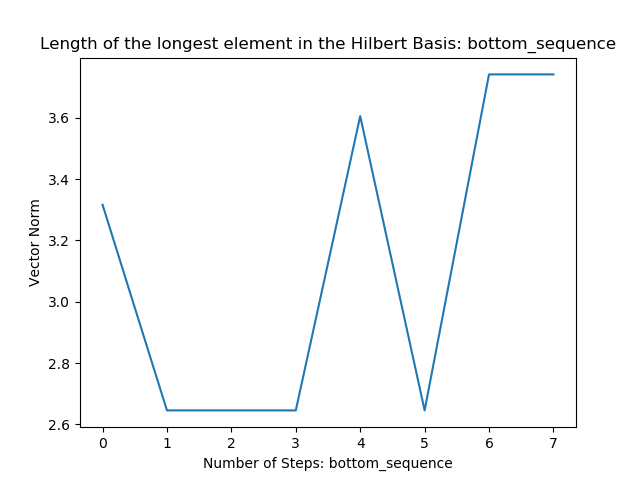 Length of the longest element in the Hilbert Basis: bottom_sequence
Vector Norm
3.6
3.4
3.2
3.0
2.8
2.6
0 1 2 3 4 5 6 7
Number of Steps: bottom_sequence